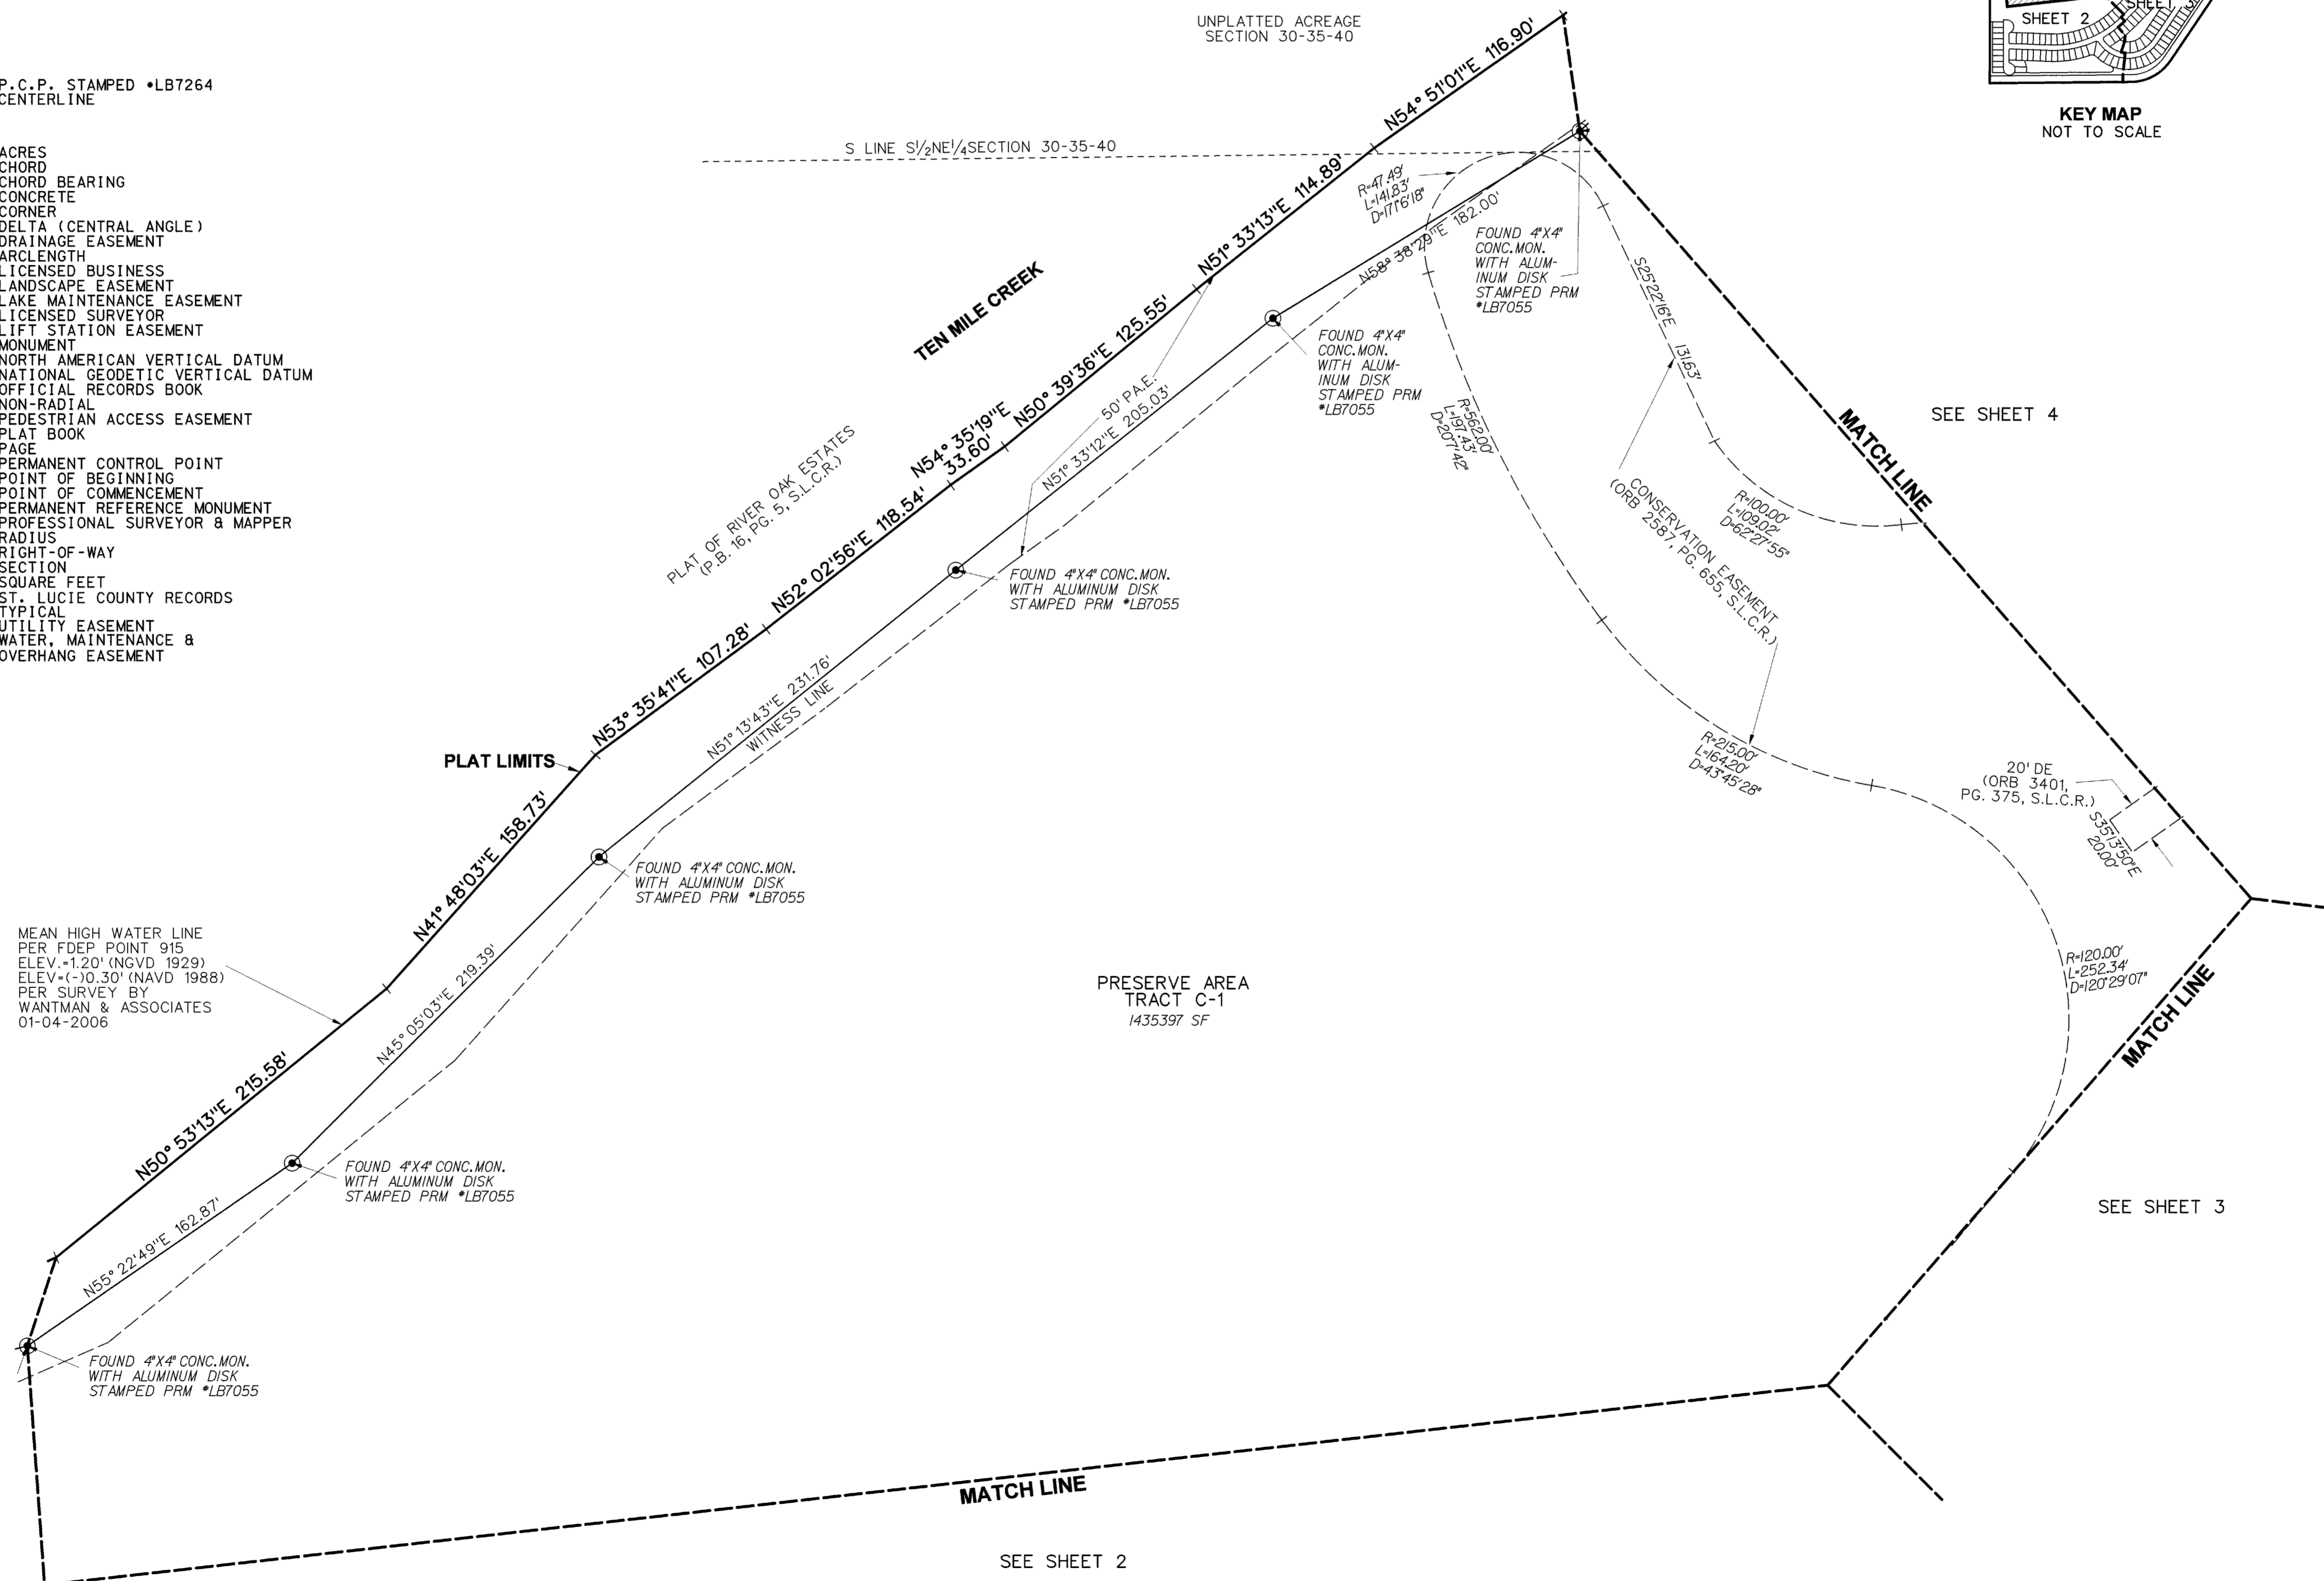 UNPLATTED ACREAGE
SECTION 30-35-40
SHEET 2
SHEET
KEY MAP
NOT TO SCALE
P.C.P. STAMPED *LB7264
CENTERLINE
ACRES
CHORD
CHORD BEARING
CONCRETE
CORNER
DELTA (CENTRAL ANGLE)
DRAINAGE EASEMENT
ARCLENGTH
LICENSED BUSINESS
LANDSCAPE EASEMENT
LAKE MAINTENANCE EASEMENT
LICENSED SURVEYOR
LIFT STATION EASEMENT
MONUMENT
NORTH AMERICAN VERTICAL DATUM
NATIONAL GEODETIC VERTICAL DATUM
OFFICIAL RECORDS BOOK
NON-RADIAL
PEDESTRIAN ACCESS EASEMENT
PLAT BOOK
PAGE
PERMANENT CONTROL POINT
POINT OF BEGINNING
POINT OF COMMENCEMENT
PERMANENT REFERENCE MONUMENT
PROFESSIONAL SURVEYOR & MAPPER
RADIUS
RIGHT-OF-WAY
SECTION
SQUARE FEET
ST. LUCIE COUNTY RECORDS
TYPICAL
UTILITY EASEMENT
WATER, MAINTENANCE &
OVERHANG EASEMENT
S LINE S1/2NE1/4SECTION 30-35-40
N54° 51'01"E 116.90'
N51° 33'13"E 114.89'
N50° 39'36"E 125.55'
N54° 35'19"E
33.60'
N52° 02'56"E 118.54'
N53° 35'41"E 107.28'
N41° 48'03"E 158.73'
N50° 53'13"E 215.58'
TEN MILE CREEK
PLAT OF RIVER OAK ESTATES
(P.B. 16, PG. 5, S.L.C.R.)
PLAT LIMITS
MEAN HIGH WATER LINE
PER FDEP POINT 915
ELEV.=1.20' (NGVD 1929)
ELEV=(-)0.30' (NAVD 1988)
PER SURVEY BY
WANTMAN & ASSOCIATES
01-04-2006
R=47.49'
L=141.83'
D=171°6'18"
N58° 38'29"E 182.00'
50' P.A.E.
N51° 33'12"E 205.03'
N51° 13'43"E 231.76'
WITNESS LINE
N45° 05'03"E 219.39'
N55° 22'49"E 162.87'
FOUND 4"X4"
CONC.MON.
WITH ALUM-
INUM DISK
STAMPED PRM
#LB7055
FOUND 4"X4"
CONC.MON.
WITH ALUM-
INUM DISK
STAMPED PRM
#LB7055
FOUND 4"X4" CONC.MON.
WITH ALUMINUM DISK
STAMPED PRM #LB7055
FOUND 4"X4" CONC.MON.
WITH ALUMINUM DISK
STAMPED PRM #LB7055
FOUND 4"X4" CONC.MON.
WITH ALUMINUM DISK
STAMPED PRM #LB7055
FOUND 4"X4" CONC.MON.
WITH ALUMINUM DISK
STAMPED PRM #LB7055
S25°22'16"E 131.63'
R=562.00'
L=197.43'
D=20°7'42"
R=100.00'
L=109.02'
D=62°27'55"
CONSERVATION EASEMENT
(ORB 2587, PG. 655, S.L.C.R.)
R=215.00'
L=164.20'
D=43°45'28"
MATCH LINE
SEE SHEET 4
20' DE
(ORB 3401,
PG. 375, S.L.C.R.)
S35°13'50"E
20.00'
R=120.00'
L=252.34'
D=120°29'07"
MATCH LINE
SEE SHEET 3
PRESERVE AREA
TRACT C-1
1435397 SF
MATCH LINE
SEE SHEET 2